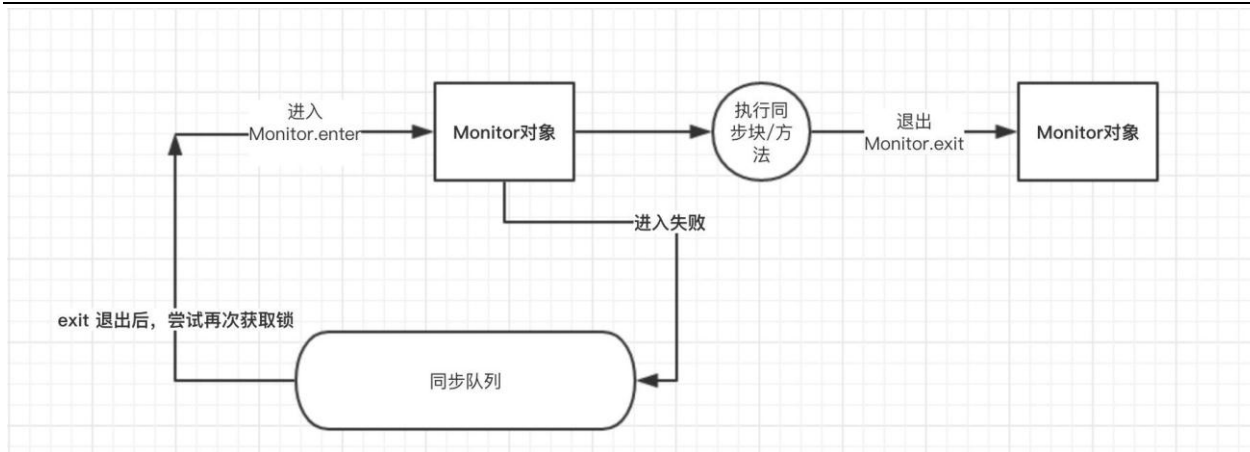 进入
Monitor.enter
Monitor对象
执行同
步块/方
法
退出
Monitor.exit
Monitor对象
进入失败
exit 退出后，尝试再次获取锁
同步队列